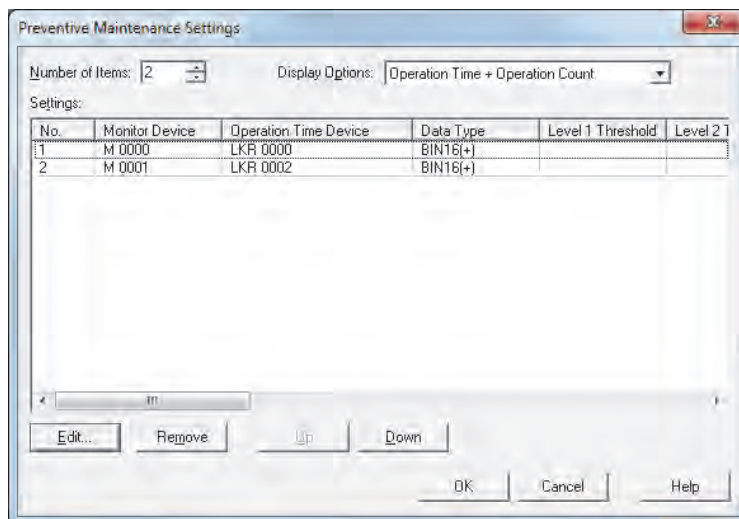 Preventive Maintenance Settings
Number of Items: 2 Display Options: Operation Time + Operation Count
Settings:
No. Monitor Device Operation Time Device Data Type Level 1 Threshold Level 2 T
1 M 0000 LKR 0000 BIN16(+)
2 M 0001 LKR 0002 BIN16(+)
Edit... Remove Up Down
OK Cancel Help